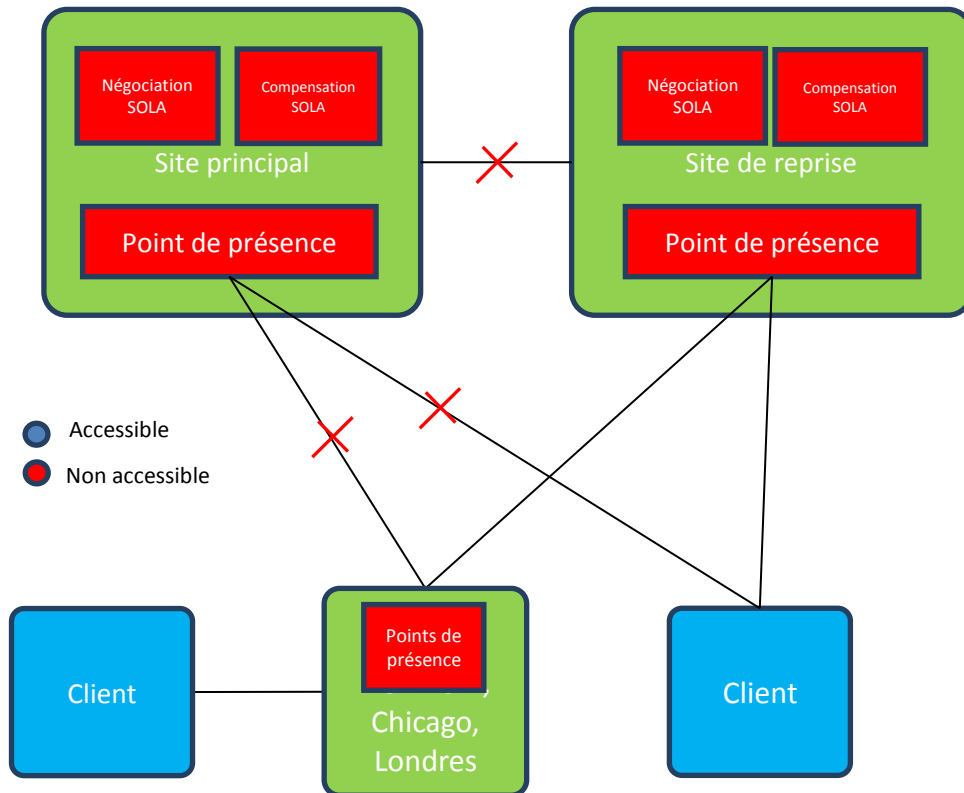 Négociation
SOLA
Compensation
SOLA
Site principal
Point de présence
Négociation
SOLA
Compensation
SOLA
Site de reprise
Point de présence
Accessible
Non accessible
Client
Points de
présence
Chicago,
Londres
Client